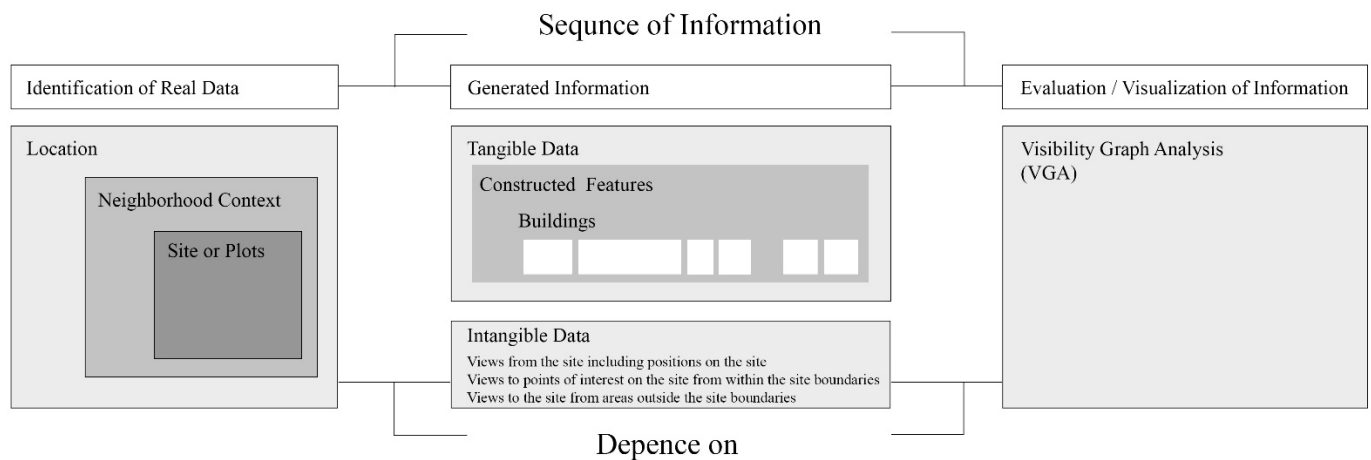 Sequnce of Information
Identification of Real Data
Generated Information
Evaluation / Visualization of Information
Location
Neighborhood Context
Site or Plots
Tangible Data
Constructed Features
Buildings
Intangible Data
Views from the site including positions on the site
Views to points of interest on the site from within the site boundaries
Views to the site from areas outside the site boundaries
Visibility Graph Analysis
(VGA)
Depence on